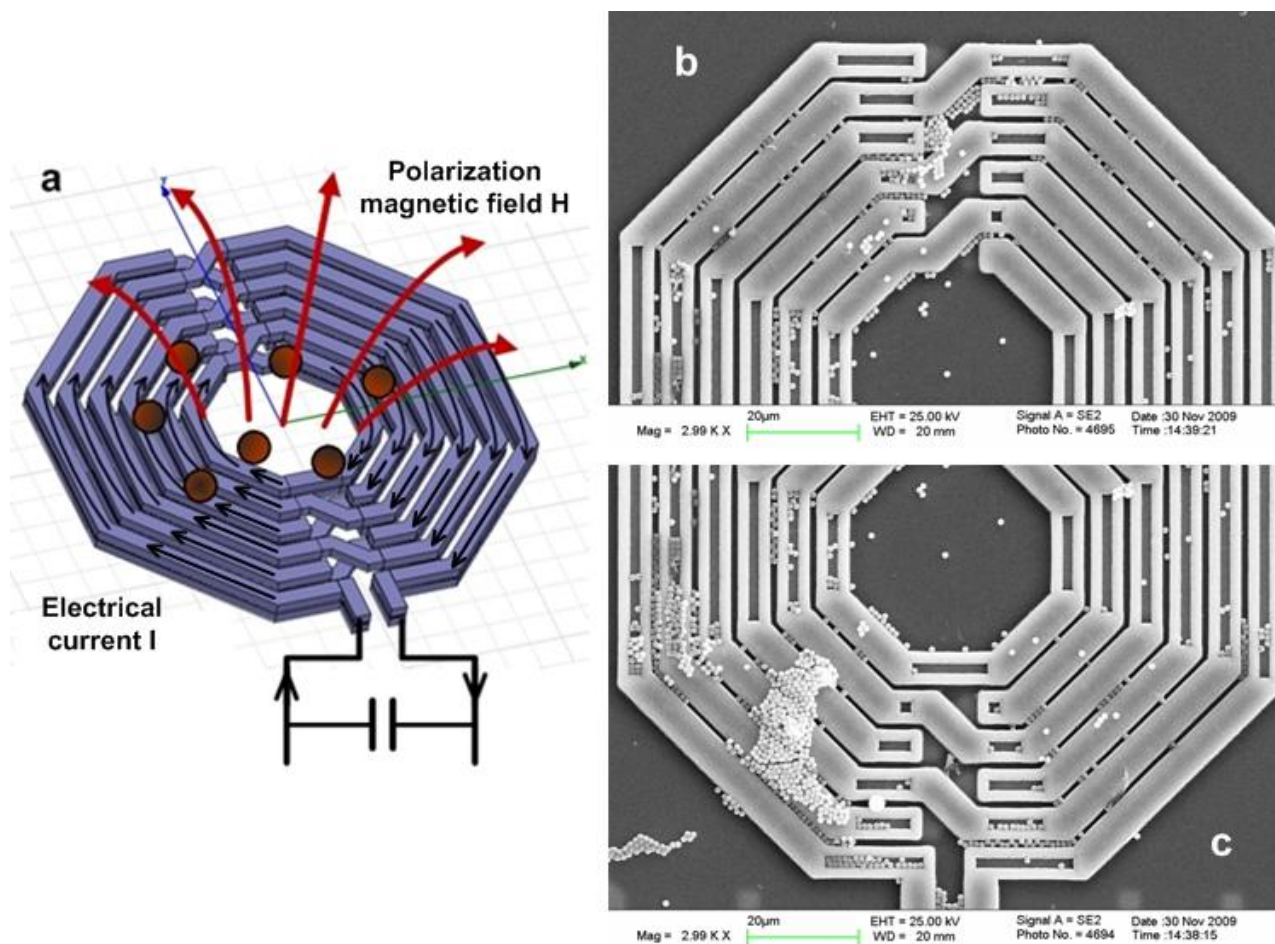 a
Polarization
magnetic field H
Electrical
current I
b
20µm
Mag = 2.99 K X
EHT = 25.00 kV
WD = 20 mm
Signal A = SE2
Photo No. = 4695
Date :30 Nov 2009
Time :14:39:21
c
20µm
Mag = 2.99 K X
EHT = 25.00 kV
WD = 20 mm
Signal A = SE2
Photo No. = 4694
Date :30 Nov 2009
Time :14:38:15